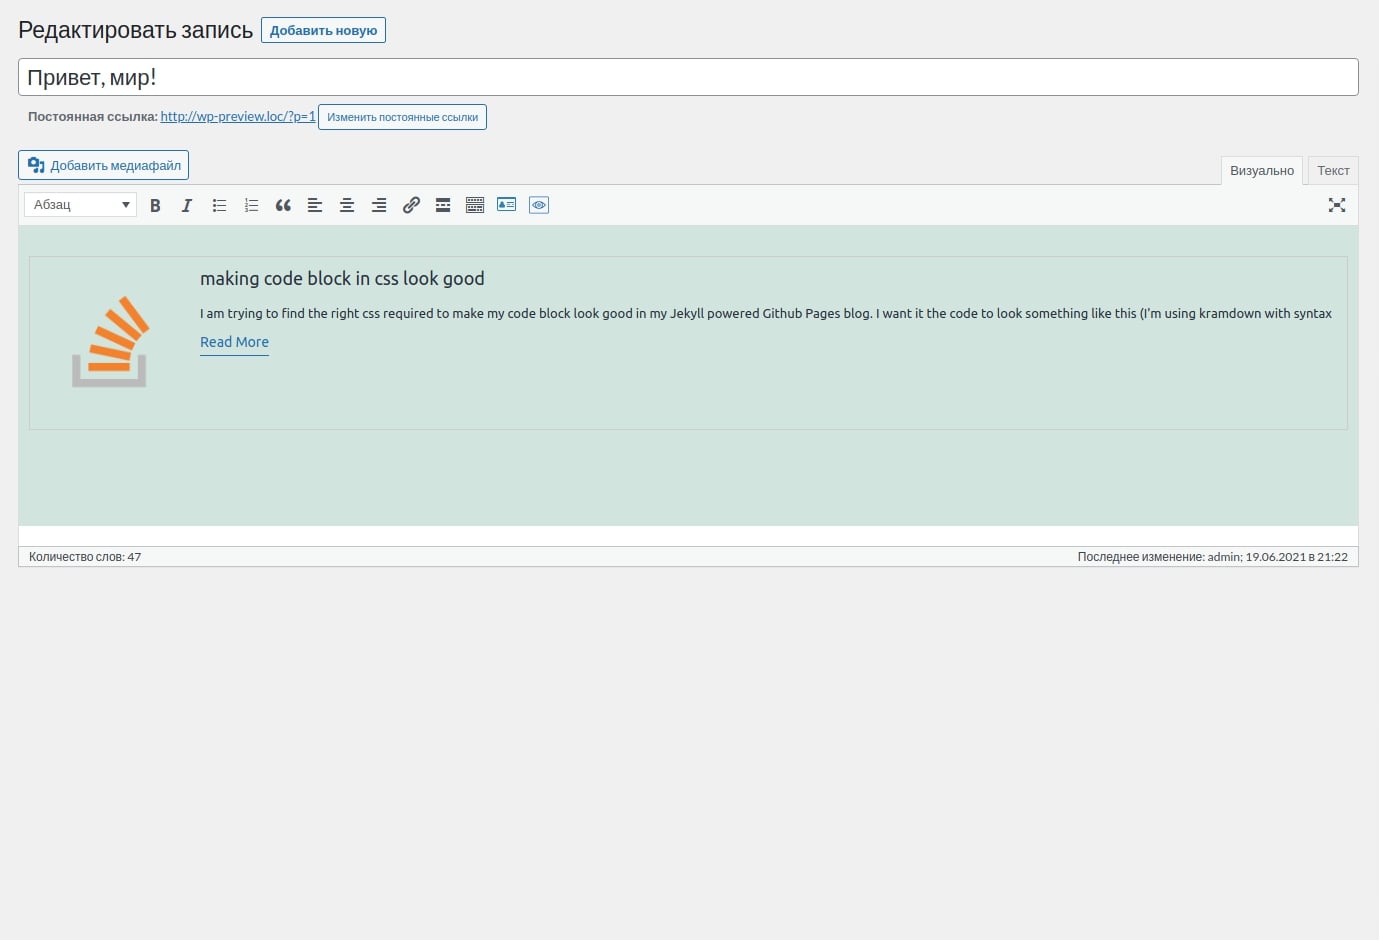 Редактировать запись Добавить новую
Привет, мир!
Постоянная ссылка: http://wp-preview.loc/?p=1 Изменить постоянные ссылки
Добавить медиафайл Визуально Текст
Абзац B I
making code block in css look good
I am trying to find the right css required to make my code block look good in my Jekyll powered Github Pages blog. I want it the code to look something like this (I'm using kramdown with syntax
Read More
Количество слов: 47 Последнее изменение: admin; 19.06.2021 в 21:22